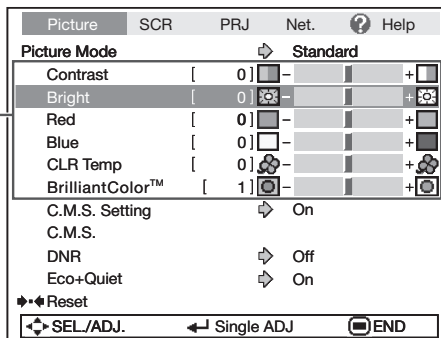 Picture SCR PRJ Net. ? Help
Picture Mode Standard
Contrast [ 0 ] - +
Bright [ 0 ] - +
Red [ 0 ] - +
Blue [ 0 ] - +
CLR Temp [ 0 ] - +
BrilliantColor™ [ 1 ] - +
C.M.S. Setting On
C.M.S.
DNR Off
Eco+Quiet On
Reset
SEL./ADJ. Single ADJ END